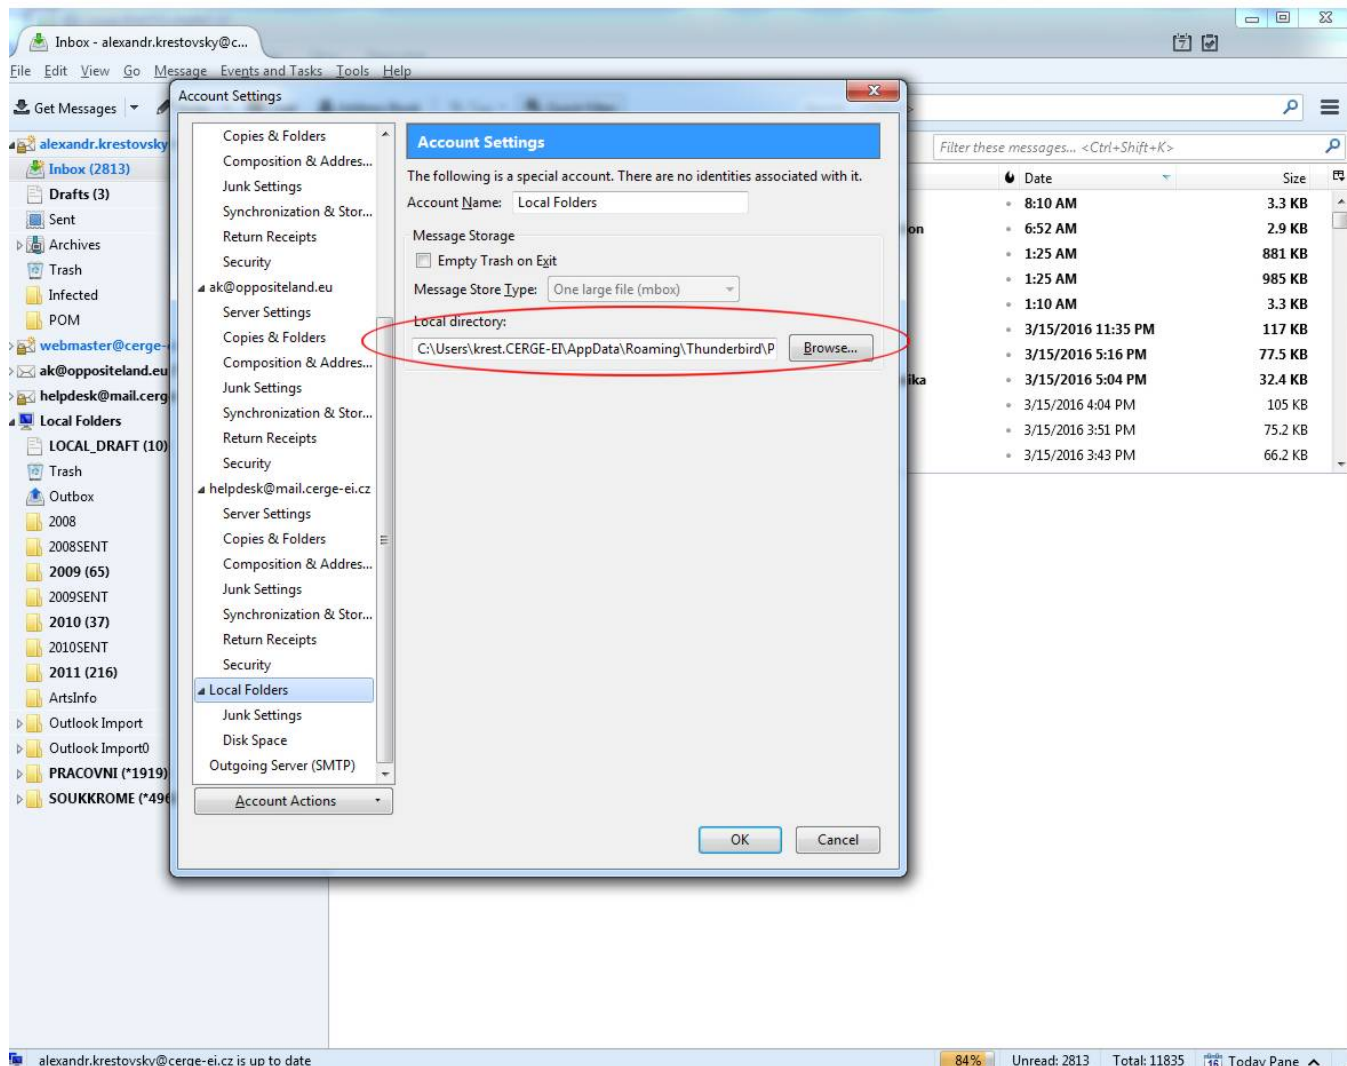 Inbox - alexandr.krestovsky@c...
File Edit View Go Message Events and Tasks Tools Help
Get Messages
Filter these messages... <Ctrl+Shift+K>
alexandr.krestovsky
Inbox (2813)
Drafts (3)
Sent
Archives
Trash
Infected
POM
webmaster@cerge-
ak@oppositeland.eu
helpdesk@mail.cerg
Local Folders
LOCAL_DRAFT (10)
Trash
Outbox
2008
2008SENT
2009 (65)
2009SENT
2010 (37)
2010SENT
2011 (216)
ArtsInfo
Outlook Import
Outlook Import0
PRACOVNI (*1919)
SOUKKROME (*496
Account Settings
Copies & Folders
Composition & Addres...
Junk Settings
Synchronization & Stor...
Return Receipts
Security
ak@oppositeland.eu
Server Settings
Copies & Folders
Composition & Addres...
Junk Settings
Synchronization & Stor...
Return Receipts
Security
helpdesk@mail.cerge-ei.cz
Server Settings
Copies & Folders
Composition & Addres...
Junk Settings
Synchronization & Stor...
Return Receipts
Security
Local Folders
Junk Settings
Disk Space
Outgoing Server (SMTP)
Account Actions
Account Settings
The following is a special account. There are no identities associated with it.
Account Name: Local Folders
Message Storage
Empty Trash on Exit
Message Store Type: One large file (mbox)
Local directory:
C:\Users\krest.CERGE-EI\AppData\Roaming\Thunderbird\P Browse...
OK Cancel
Date Size
8:10 AM 3.3 KB
on 6:52 AM 2.9 KB
1:25 AM 881 KB
1:25 AM 985 KB
1:10 AM 3.3 KB
3/15/2016 11:35 PM 117 KB
3/15/2016 5:16 PM 77.5 KB
ika 3/15/2016 5:04 PM 32.4 KB
3/15/2016 4:04 PM 105 KB
3/15/2016 3:51 PM 75.2 KB
3/15/2016 3:43 PM 66.2 KB
alexandr.krestovsky@cerge-ei.cz is up to date 84% Unread: 2813 Total: 11835 16 Today Pane